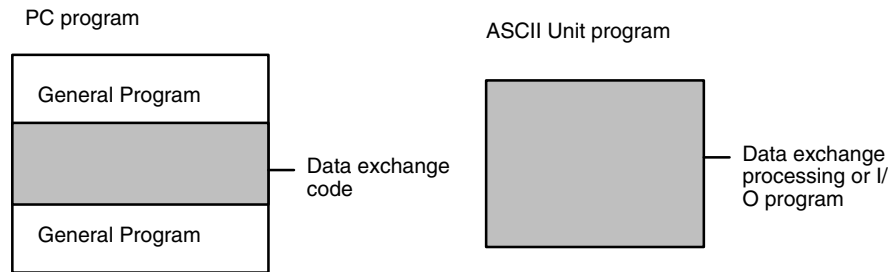 PC program
General Program
Data exchange
code
General Program
ASCII Unit program
Data exchange
processing or I/
O program